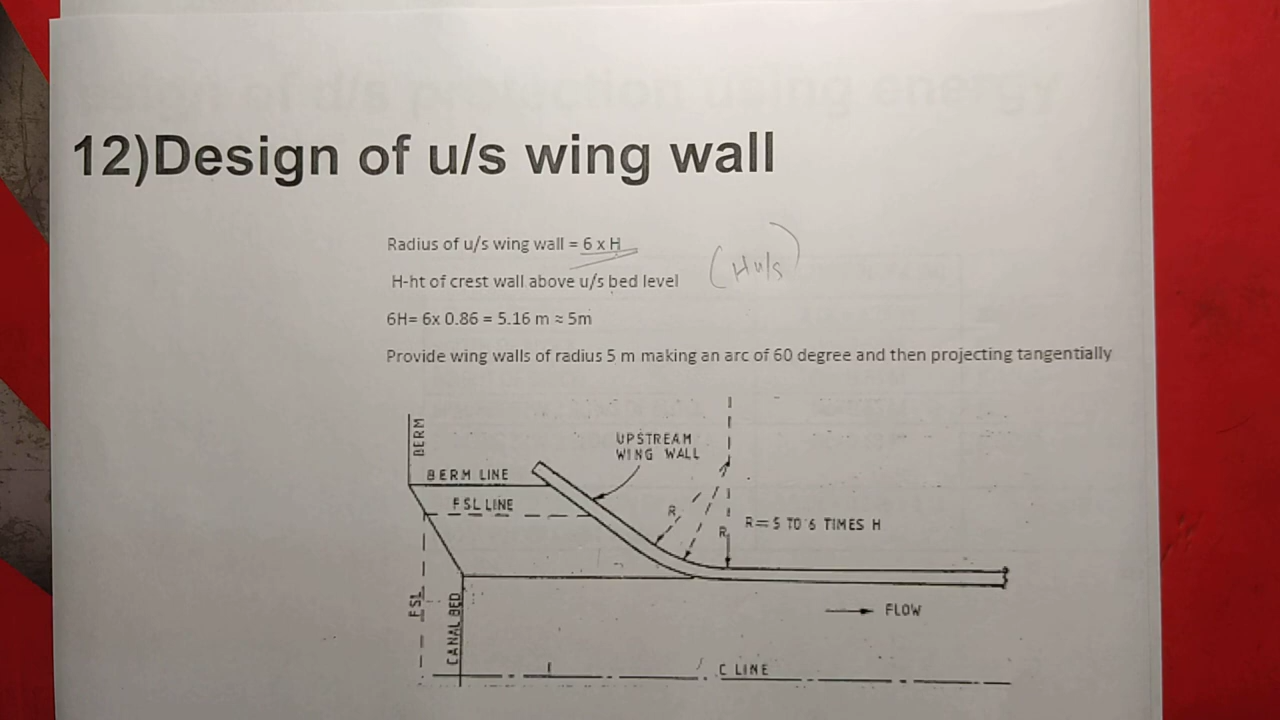 12)Design of u/s wing wall
Radius of u/s wing wall = 6 x H
H-ht of crest wall above u/s bed level
(Hu/s)
6H= 6x 0.86 = 5.16 m ≈ 5m
Provide wing walls of radius 5 m making an arc of 60 degree and then projecting tangentially
BERM
UPSTREAM
WING WALL
BERM LINE
FSL LINE
R
R
R=5 TO 6 TIMES H
FSL
CANAL BED
FLOW
C LINE